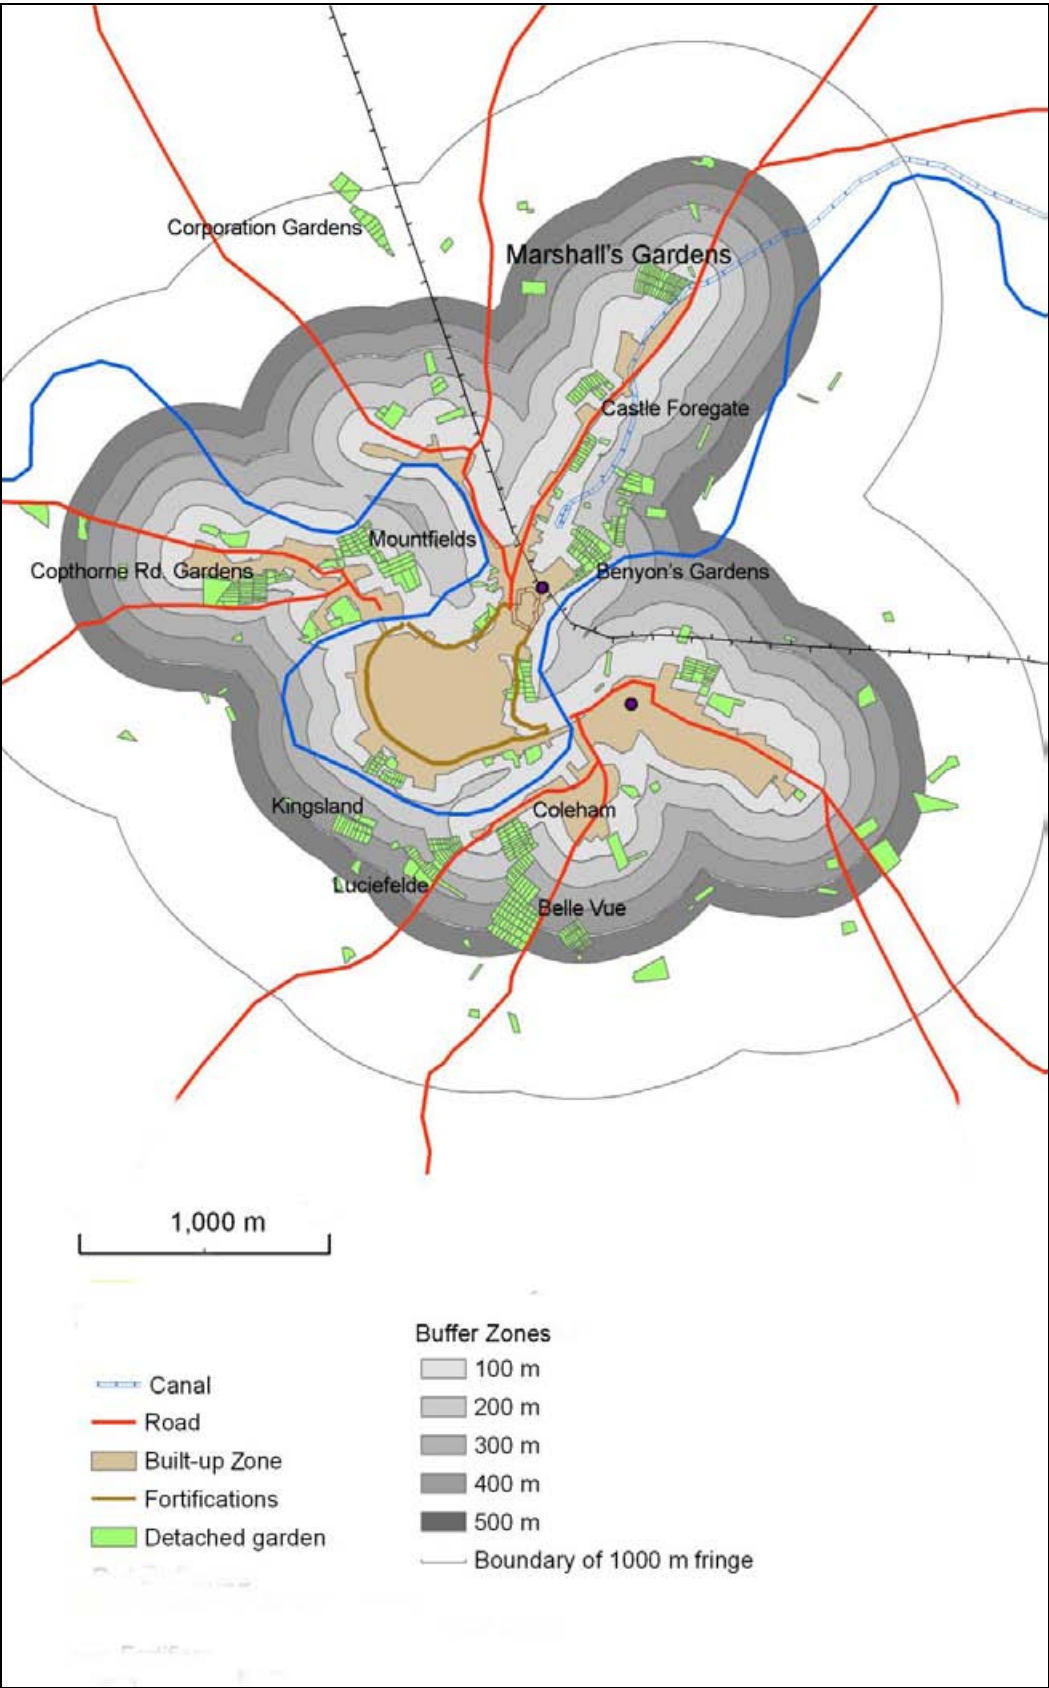 Corporation Gardens
Marshall's Gardens
Castle Foregate
Mountfields
Copthorne Rd. Gardens
Benyon's Gardens
Kingsland
Coleham
Luciefelde
Belle Vue
1,000 m
Buffer Zones
100 m
200 m
300 m
400 m
500 m
Boundary of 1000 m fringe
Canal
Road
Built-up Zone
Fortifications
Detached garden